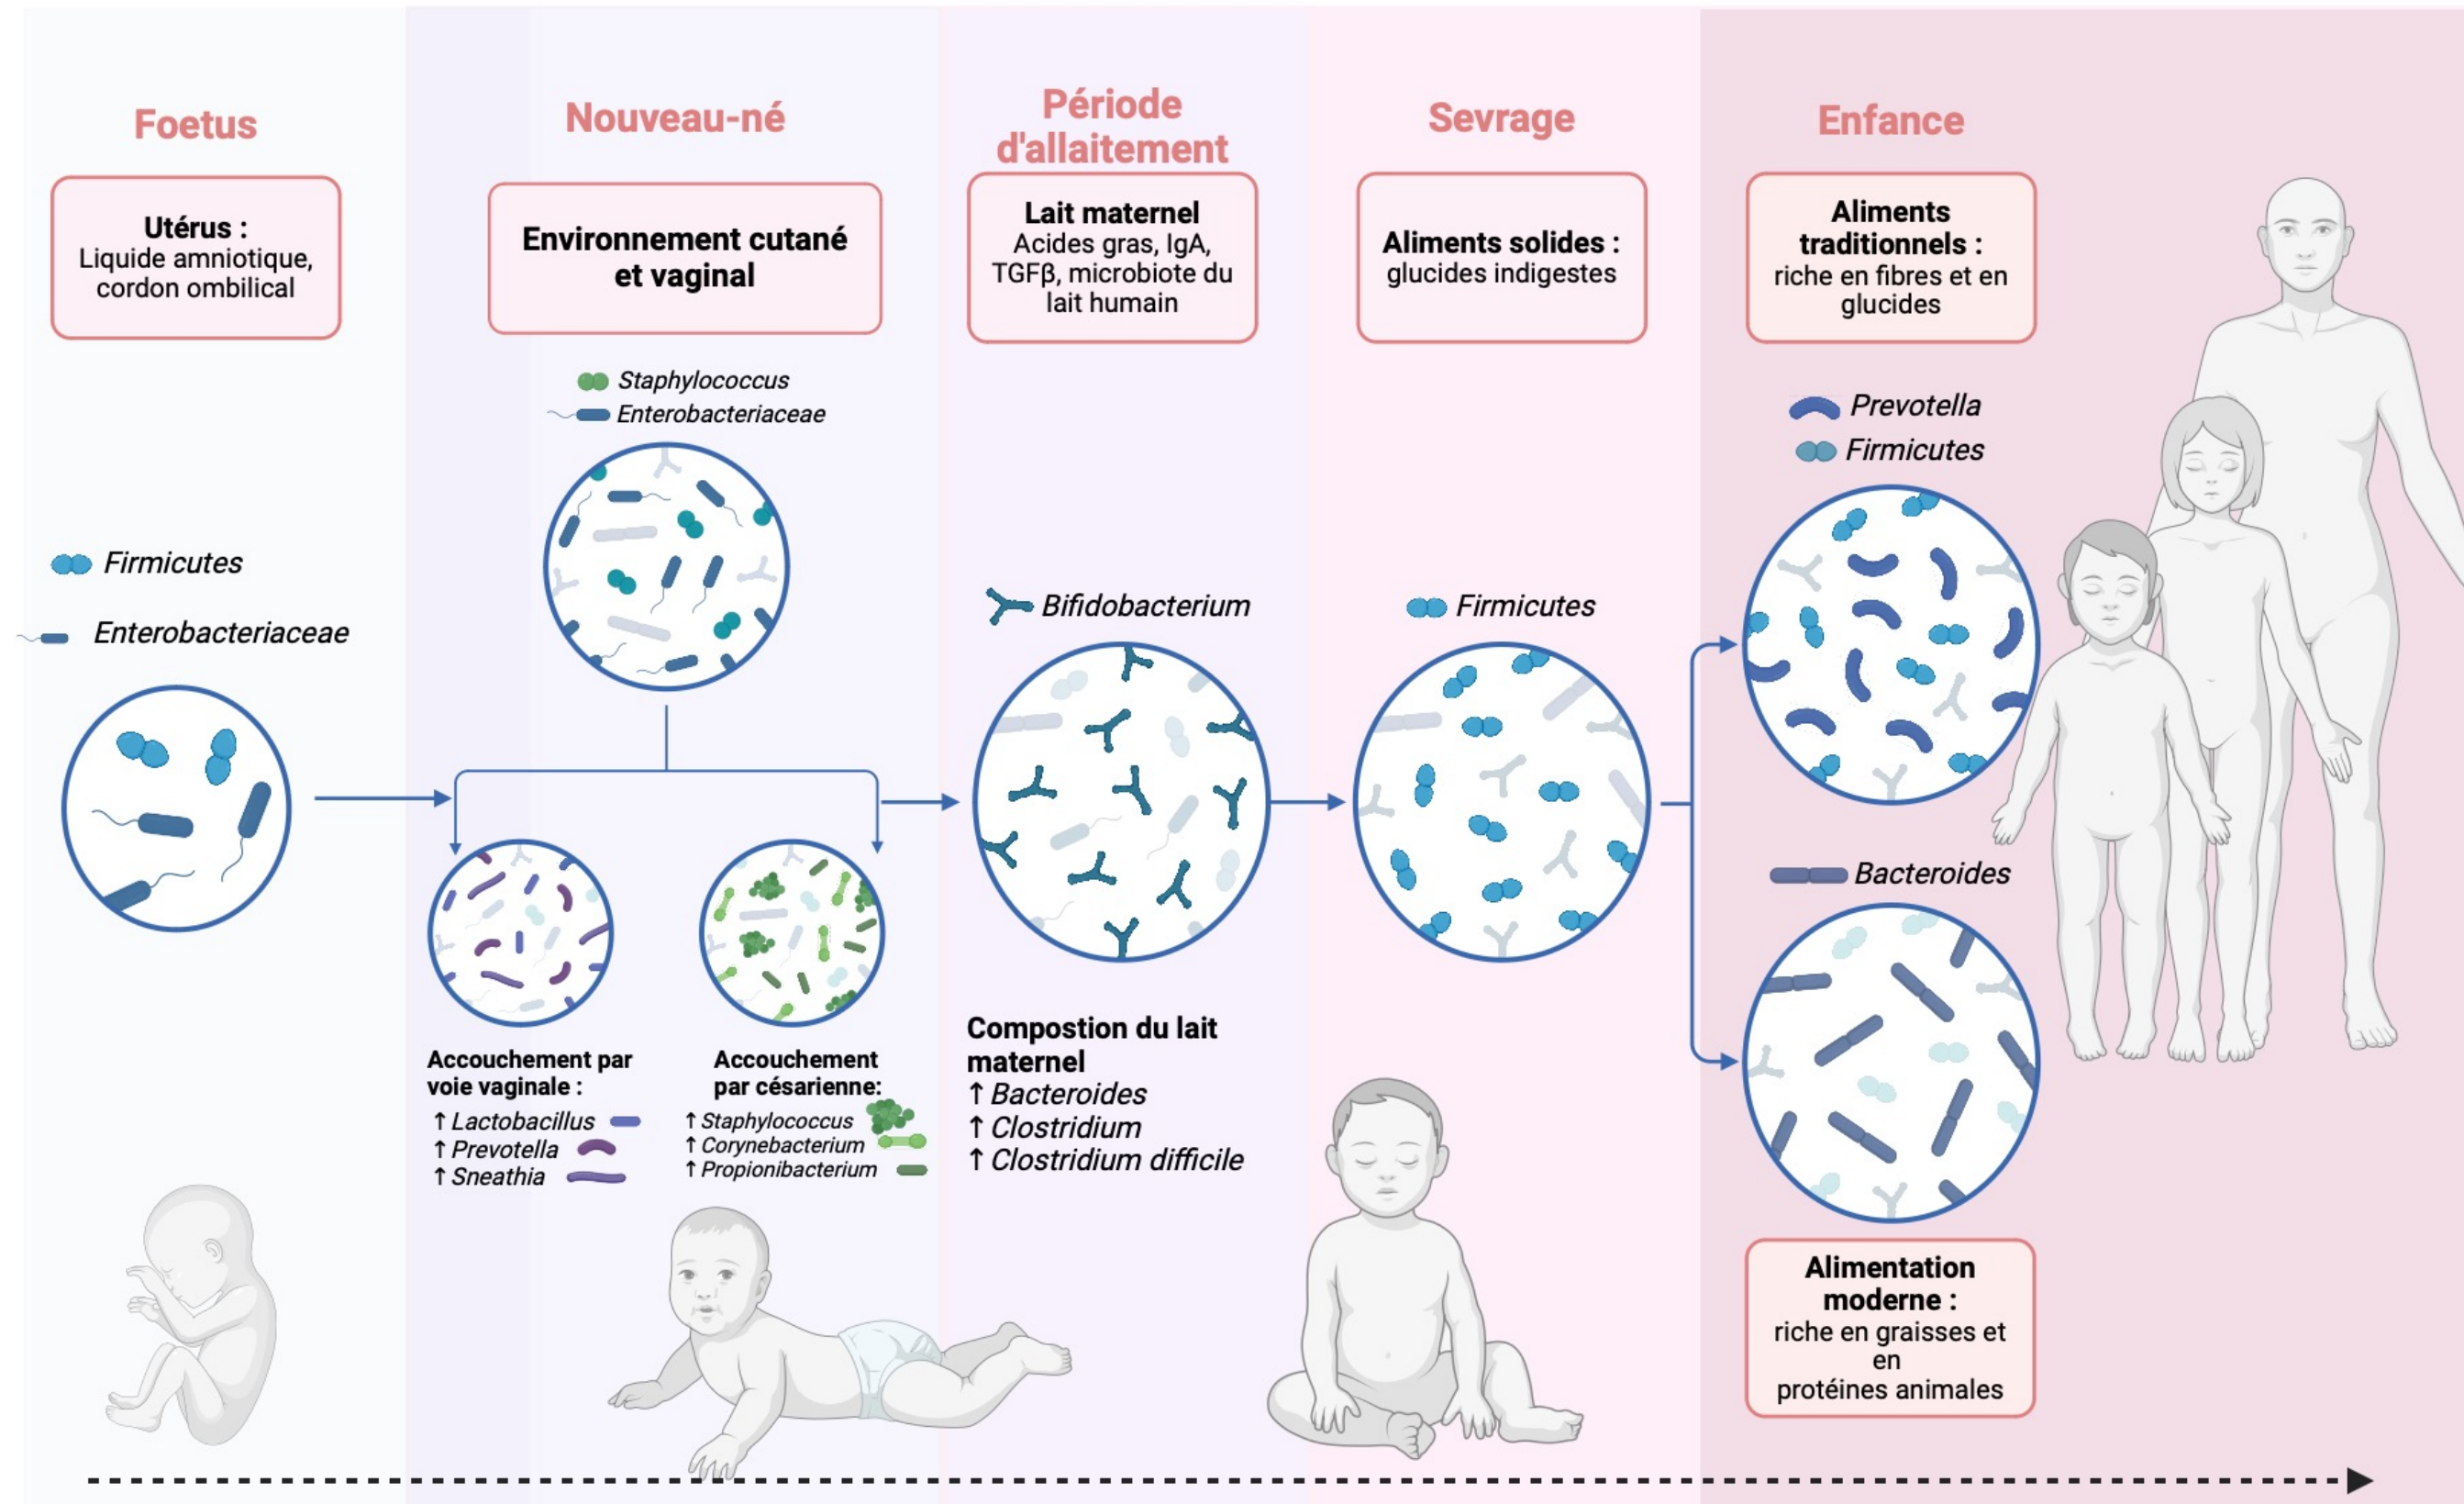 Foetus
Utérus :
Liquide amniotique,
cordon ombilical
Firmicutes
Enterobacteriaceae
Nouveau-né
Environnement cutané
et vaginal
Staphylococcus
Enterobacteriaceae
Accouchement par
voie vaginale :
↑ Lactobacillus
↑ Prevotella
↑ Sneathia
Accouchement
par césarienne:
↑ Staphylococcus
↑ Corynebacterium
↑ Propionibacterium
Période
d'allaitement
Lait maternel
Acides gras, IgA,
TGFβ, microbiote du
lait humain
Bifidobacterium
Compostion du lait
maternel
↑ Bacteroides
↑ Clostridium
↑ Clostridium difficile
Sevrage
Aliments solides :
glucides indigestes
Firmicutes
Enfance
Aliments
traditionnels :
riche en fibres et en
glucides
Prevotella
Firmicutes
Bacteroides
Alimentation
moderne :
riche en graisses et
en
protéines animales